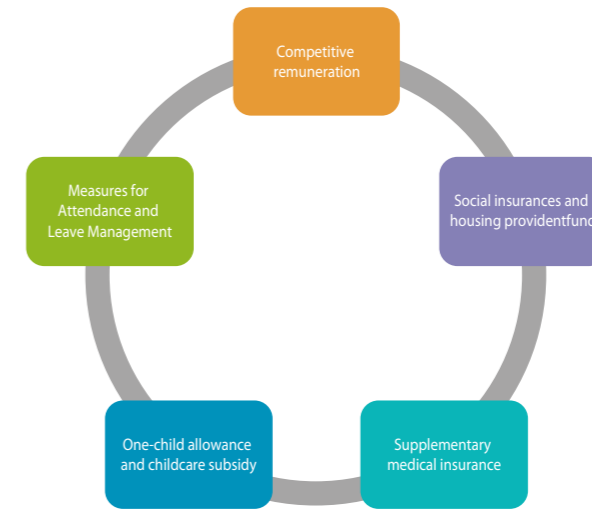 Competitive
remuneration
Social insurances and
housing providentfund
Supplementary
medical insurance
One-child allowance
and childcare subsidy
Measures for
Attendance and
Leave Management